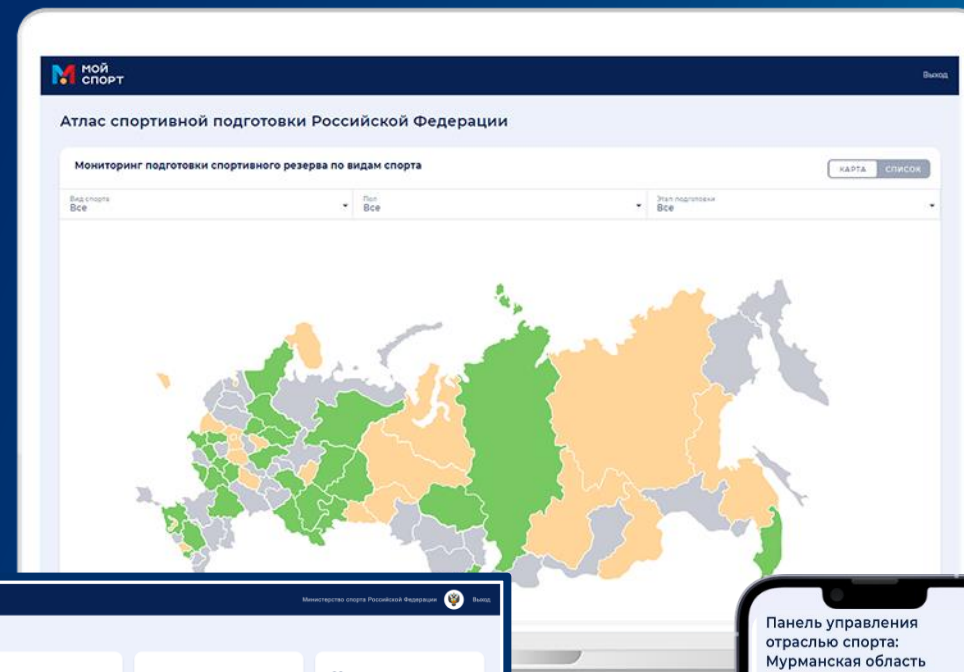 МОЙ
СПОРТ
Выход
Атлас спортивной подготовки Российской Федерации
Мониторинг подготовки спортивного резерва по видам спорта
КАРТА СПИСОК
Вид спорта
Все
Пол
Все
Этап подготовки
Все
Министерство спорта Российской Федерации Выход
Панель управления
отраслью спорта:
Мурманская область